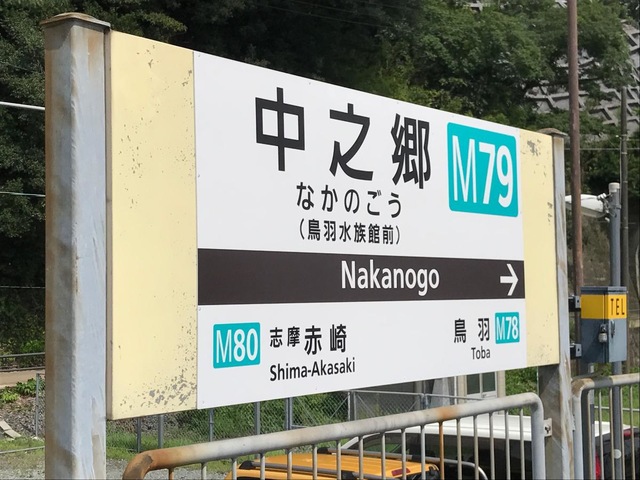 中之郷 M79
なかのごう
(鳥羽水族館前)
Nakanogo →
M80 志摩赤崎
Shima-Akasaki
鳥羽 M78
Toba
TEL